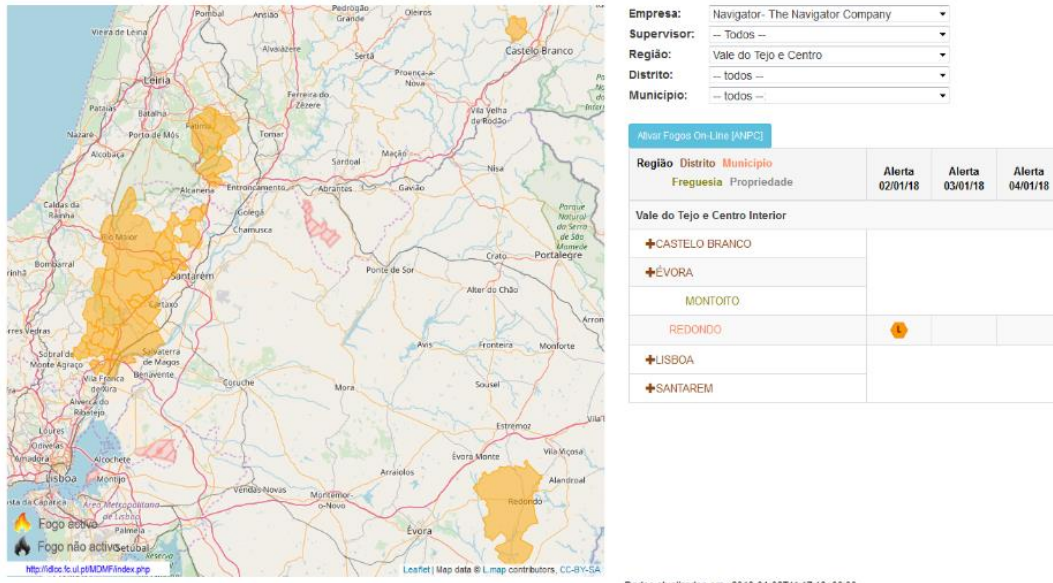 Pombal
Ansião
Pedrógão Grande
Oleiros
Vieira de Leiria
Alvaiázere
Sertã
Castelo Branco
Leiria
Proença-a-Nova
Pataias
Batalha
Ferreira do Zêzere
Vila Velha de Rodão
Nazaré
Porto de Mós
Tomar
Alcobaça
Mação
Sardoal
Nisa
Alcanena
Entroncamento
Abrantes
Gavião
Caldas da Rainha
Golegã
Chamusca
Parque Natural da Serra de São Mamede
Rio Maior
Crato
Portalegre
Bombarral
Santarém
Ponte de Sor
Alter do Chão
Cartaxo
Avis
Fronteira
Monforte
Sobral de Monte Agraço
Salvaterra de Magos
Benavente
Vila Franca de Xira
Coruche
Mora
Sousel
Alverca do Ribatejo
Estremoz
Loures
Odivelas
Amadora
Alcochete
Évora Monte
Vila Viçosa
Lisboa
Montijo
Arraiolos
Alandroal
Vendas Novas
Montemor-o-Novo
Redondo
Área Metropolitana de Lisboa
Palmela
Évora
Setúbal
Fogo activo
Fogo não activo
http://idlcc.fc.ul.pt/MDMF/index.php
Leaflet | Map data © L.map contributors, CC-BY-SA
Empresa: Navigator- The Navigator Company
Supervisor: -- Todos --
Região: Vale do Tejo e Centro
Distrito: -- todos --
Município: -- todos --
Ativar Fogos On-Line [ANPC]
Região Distrito Município
Freguesia Propriedade
Alerta 02/01/18
Alerta 03/01/18
Alerta 04/01/18
Vale do Tejo e Centro Interior
+CASTELO BRANCO
+ÉVORA
MONTOITO
REDONDO
L
+LISBOA
+SANTAREM